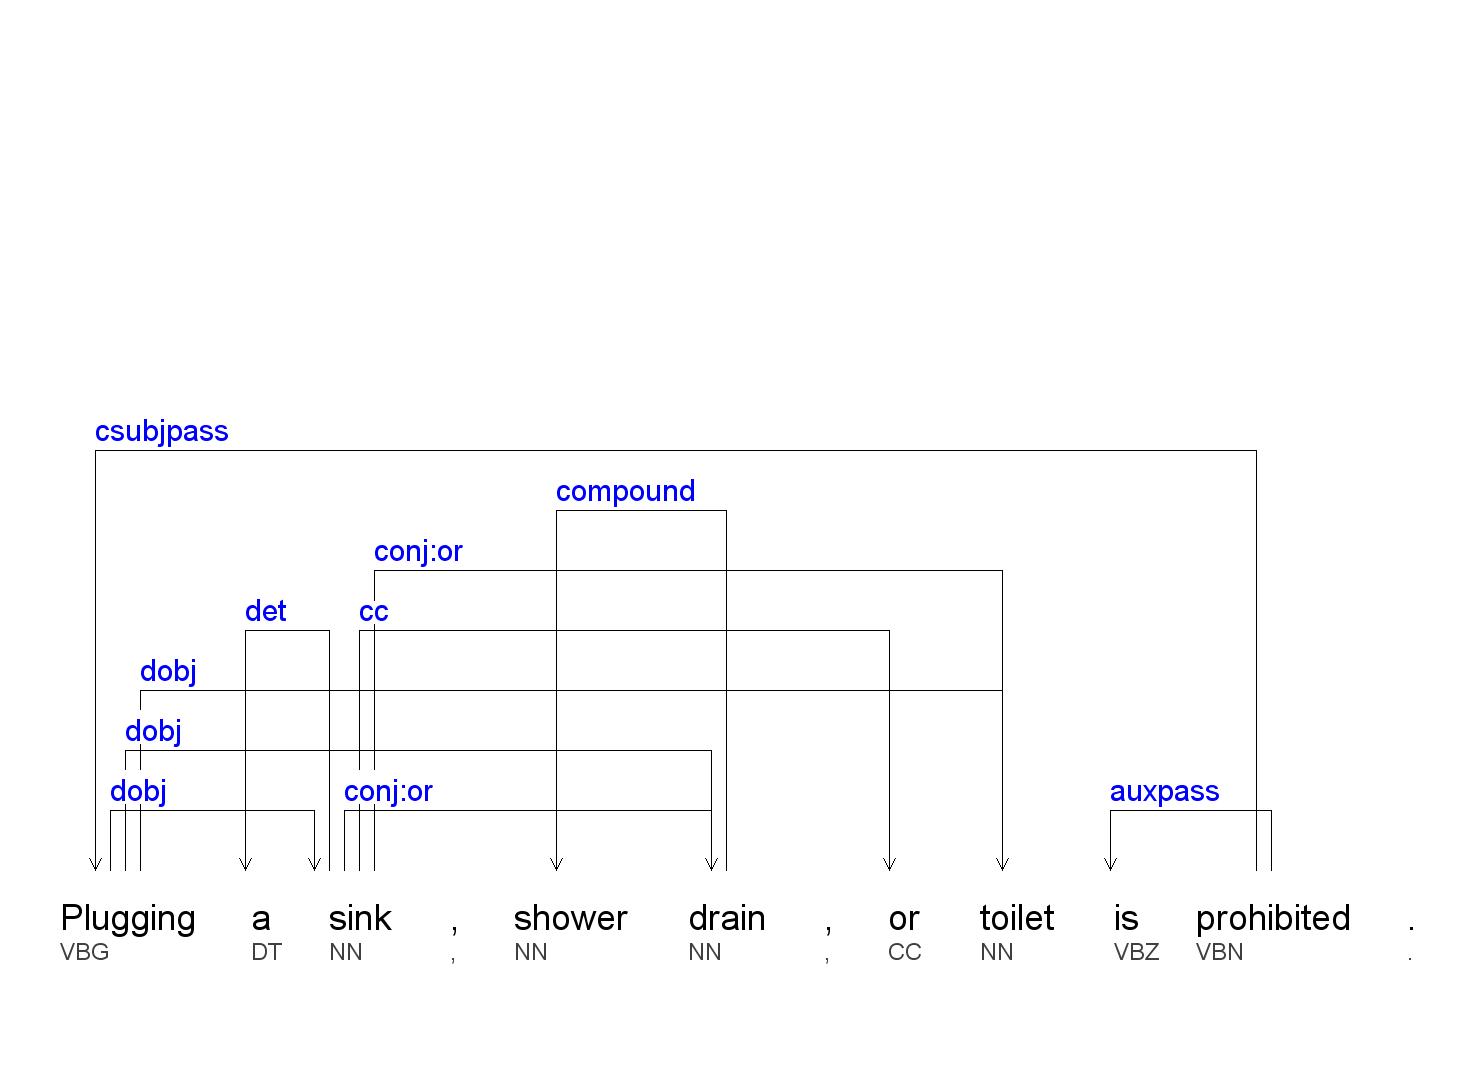 csubjpass
compound
conj:or
det cc
dobj
dobj
dobj conj:or auxpass
Plugging a sink , shower drain , or toilet is prohibited .
VBG DT NN , NN NN , CC NN VBZ VBN .